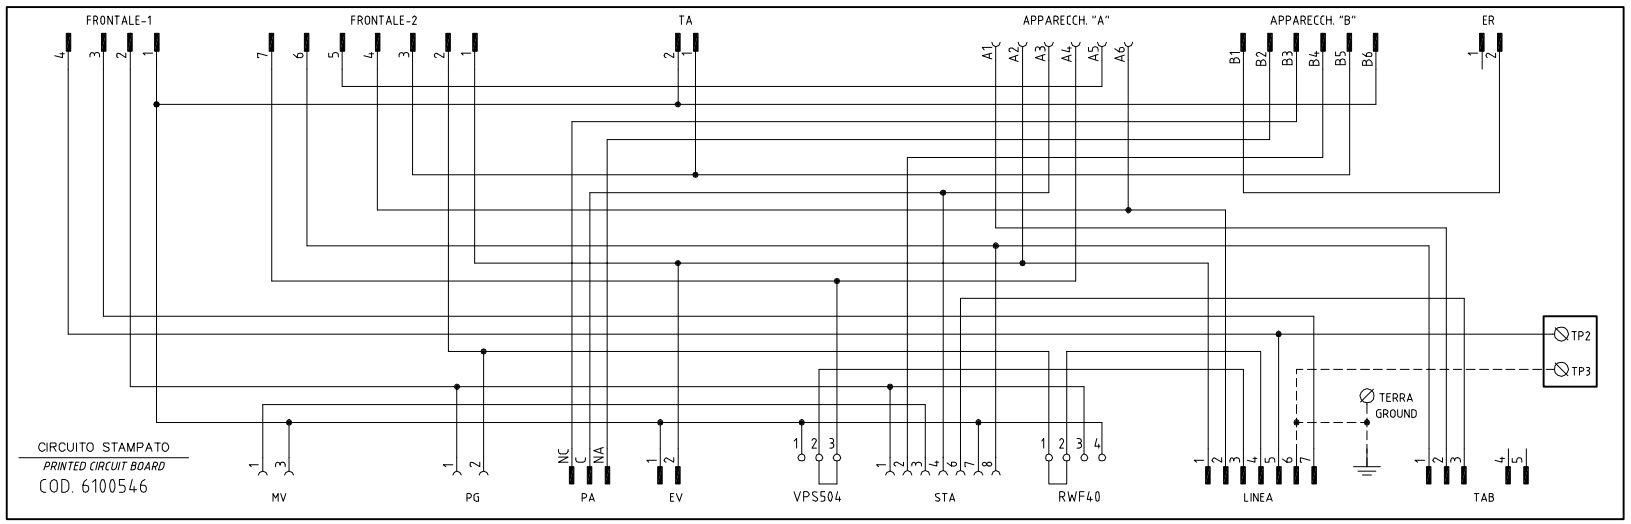 FRONTALE-1 FRONTALE-2 TA APPARECCH. "A" APPARECCH. "B" ER
4 3 2 1 7 6 5 4 3 2 1 2 1 A1 A2 A3 A4 A5 A6 B1 B2 B3 B4 B5 B6 1 2
TP2
TP3
TERRA
GROUND
CIRCUITO STAMPATO
PRINTED CIRCUIT BOARD
COD. 6100546
1 3 1 2 NC C NA 1 2 1 2 3 1 2 3 4 6 7 8 1 2 3 4 1 2 3 4 5 6 7 1 2 3 4 5
MV PG PA EV VPS504 STA RWF40 LINEA TAB